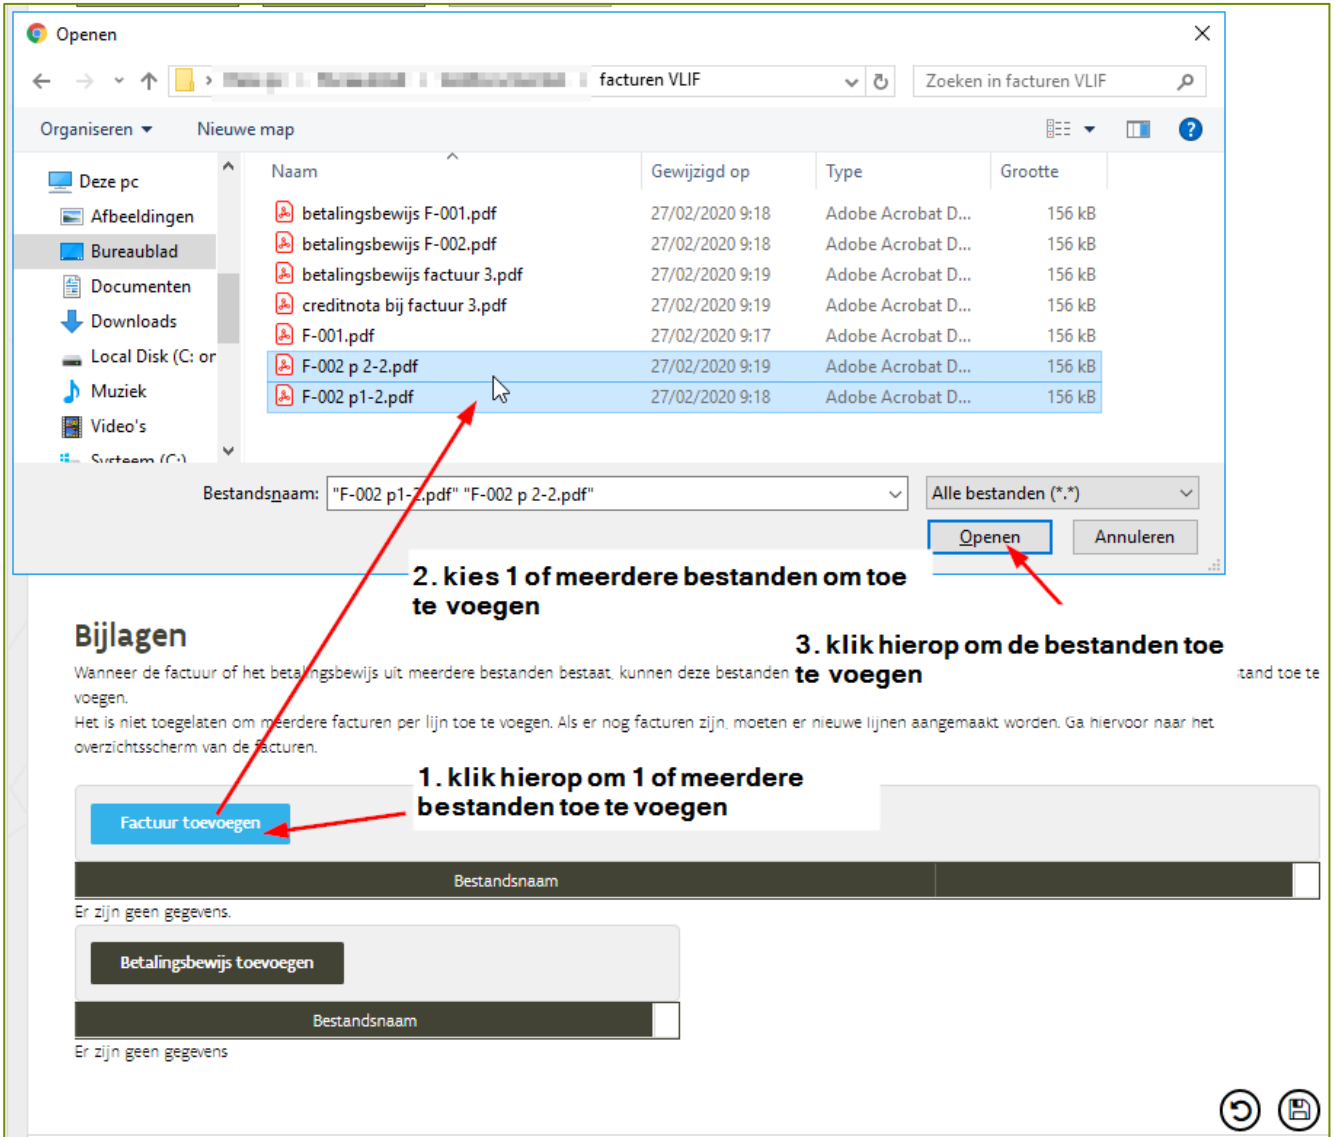 Openen
facturen VLIF
Zoeken in facturen VLIF
Organiseren
Nieuwe map
?
Deze pc
Afbeeldingen
Bureaublad
Documenten
Downloads
Local Disk (C: or
Muziek
Video's
Systeem (C:)
Naam Gewijzigd op Type Grootte
betalingsbewijs F-001.pdf 27/02/2020 9:18 Adobe Acrobat D... 156 kB
betalingsbewijs F-002.pdf 27/02/2020 9:18 Adobe Acrobat D... 156 kB
betalingsbewijs factuur 3.pdf 27/02/2020 9:19 Adobe Acrobat D... 156 kB
creditnota bij factuur 3.pdf 27/02/2020 9:19 Adobe Acrobat D... 156 kB
F-001.pdf 27/02/2020 9:17 Adobe Acrobat D... 156 kB
F-002 p 2-2.pdf 27/02/2020 9:19 Adobe Acrobat D... 156 kB
F-002 p1-2.pdf 27/02/2020 9:18 Adobe Acrobat D... 156 kB
Bestandsnaam: "F-002 p1-2.pdf" "F-002 p 2-2.pdf" Alle bestanden (*.*)
Openen Annuleren
2. kies 1 of meerdere bestanden om toe
te voegen
3. klik hierop om de bestanden toe
te voegen
Bijlagen
Wanneer de factuur of het betalingsbewijs uit meerdere bestanden bestaat, kunnen deze bestanden tand toe te
voegen.
Het is niet toegelaten om meerdere facturen per lijn toe te voegen. Als er nog facturen zijn, moeten er nieuwe lijnen aangemaakt worden. Ga hiervoor naar het
overzichtsscherm van de facturen.
1. klik hierop om 1 of meerdere
bestanden toe te voegen
Factuur toevoegen
Bestandsnaam
Er zijn geen gegevens.
Betalingsbewijs toevoegen
Bestandsnaam
Er zijn geen gegevens